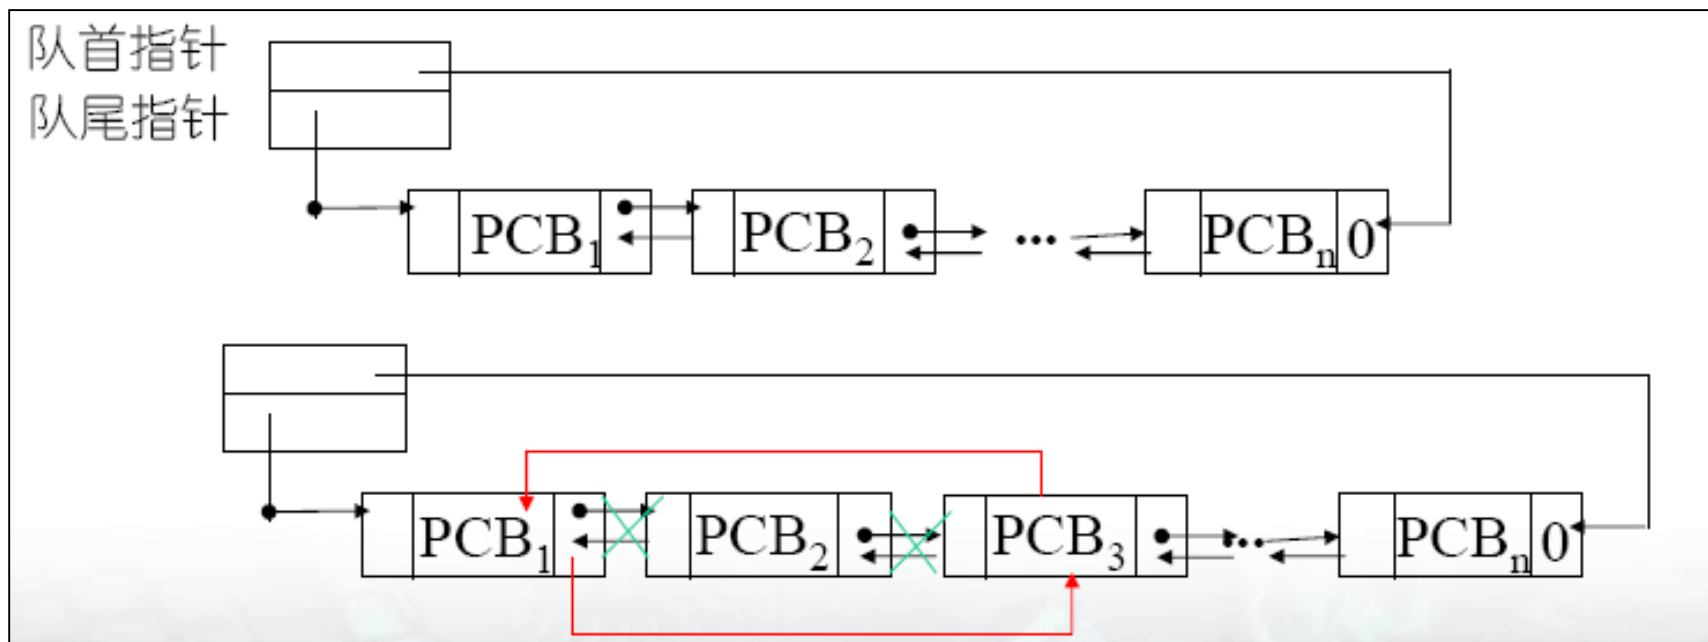 队首指针
队尾指针
PCB₁ PCB₂ ... PCBₙ 0
PCB₁ PCB₂ PCB₃ ... PCBₙ 0